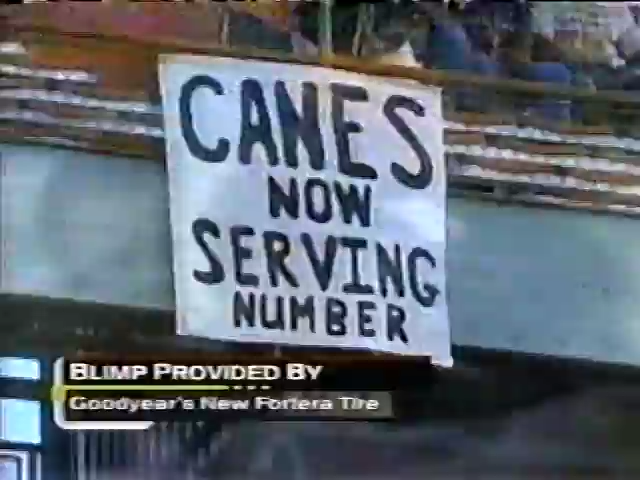 CANES
NOW
SERVING
NUMBER
BLIMP PROVIDED BY
Goodyear's New Fortera Tire